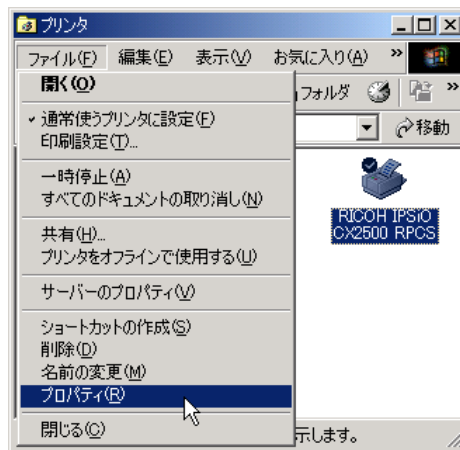 プリンタ
ファイル(F) 編集(E) 表示(V) お気に入り(A) »
開く(O)
フォルダ »
通常使うプリンタに設定(F)
移動
印刷設定(T)...
一時停止(A)
すべてのドキュメントの取り消し(N)
RICOH IPSiO
CX2500 RPCS
共有(H)...
プリンタをオフラインで使用する(U)
サーバーのプロパティ(V)
ショートカットの作成(S)
削除(D)
名前の変更(M)
プロパティ(R)
閉じる(C)
示します。